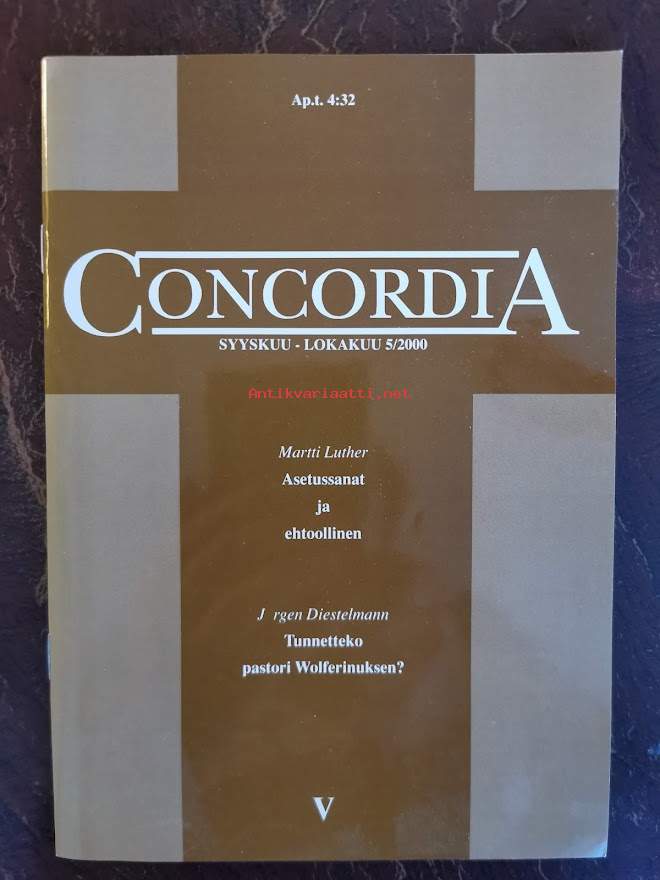 Ap.t. 4:32
CONCORDIA
SYYSKUU - LOKAKUU 5/2000
Antikvariaatti.net
Martti Luther
Asetussanat
ja
ehtoollinen
J rgen Diestelmann
Tunnetteko
pastori Wolferinuksen?
V